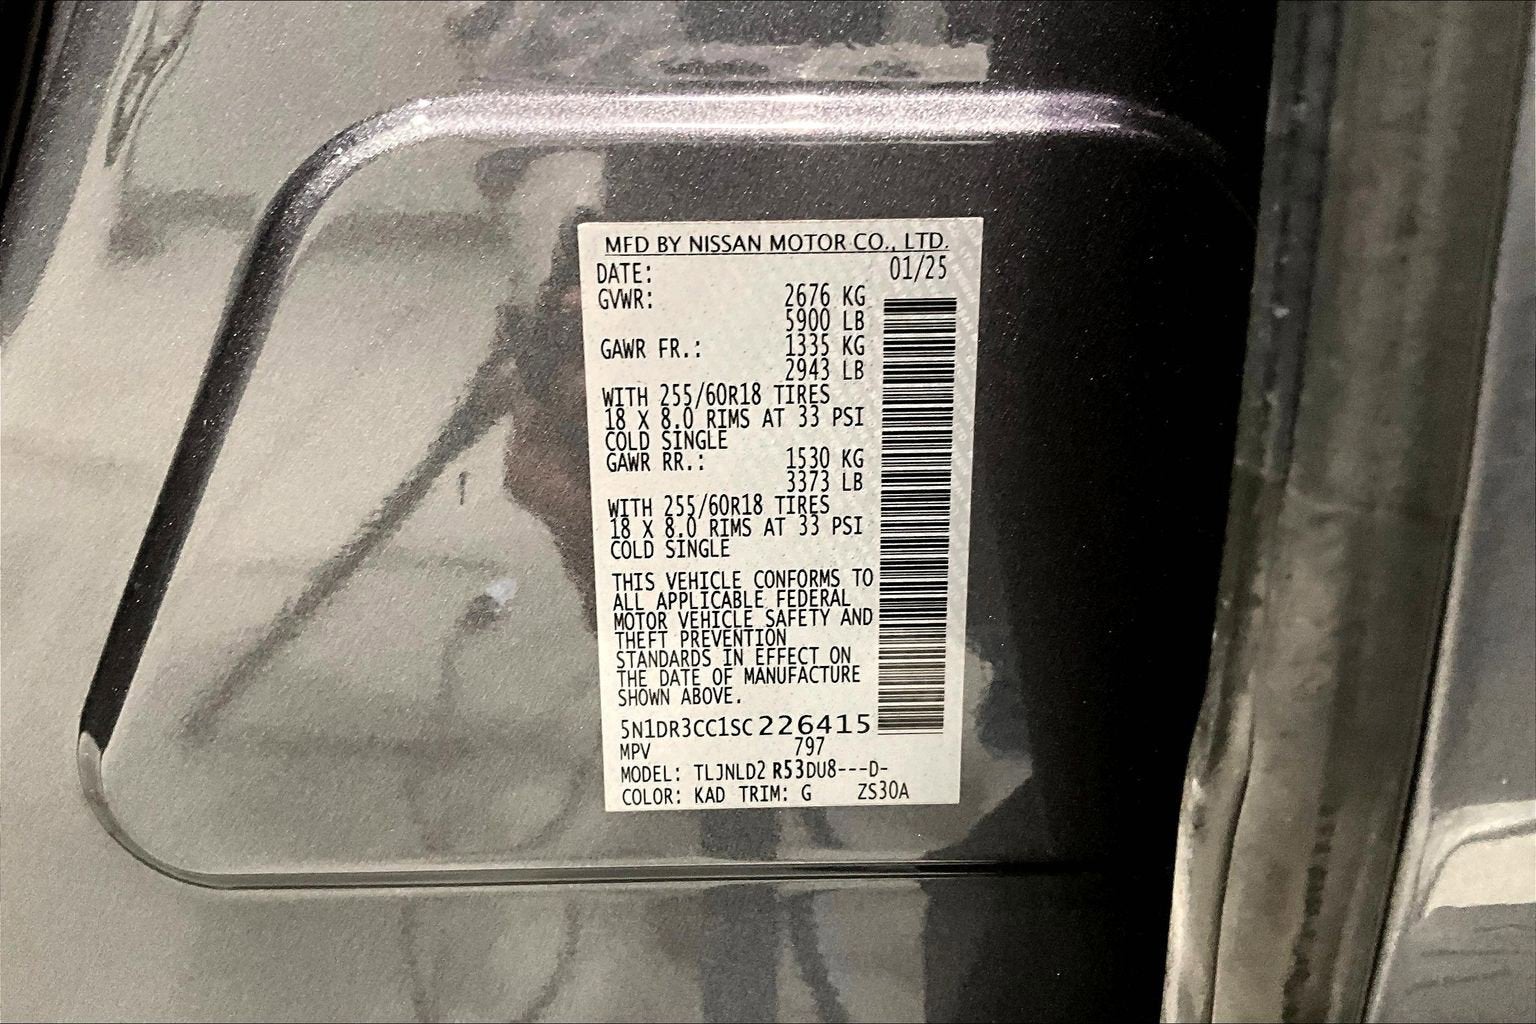 MFD BY NISSAN MOTOR CO., LTD.
DATE: 01/25
GVWR: 2676 KG
5900 LB
GAWR FR.: 1335 KG
2943 LB
WITH 255/60R18 TIRES
18 X 8.0 RIMS AT 33 PSI
COLD SINGLE
GAWR RR.: 1530 KG
3373 LB
WITH 255/60R18 TIRES
18 X 8.0 RIMS AT 33 PSI
COLD SINGLE
THIS VEHICLE CONFORMS TO
ALL APPLICABLE FEDERAL
MOTOR VEHICLE SAFETY AND
THEFT PREVENTION
STANDARDS IN EFFECT ON
THE DATE OF MANUFACTURE
SHOWN ABOVE.
5N1DR3CC1SC226415
MPV 797
MODEL: TLJNLD2 R53DU8---D-
COLOR: KAD TRIM: G ZS30A